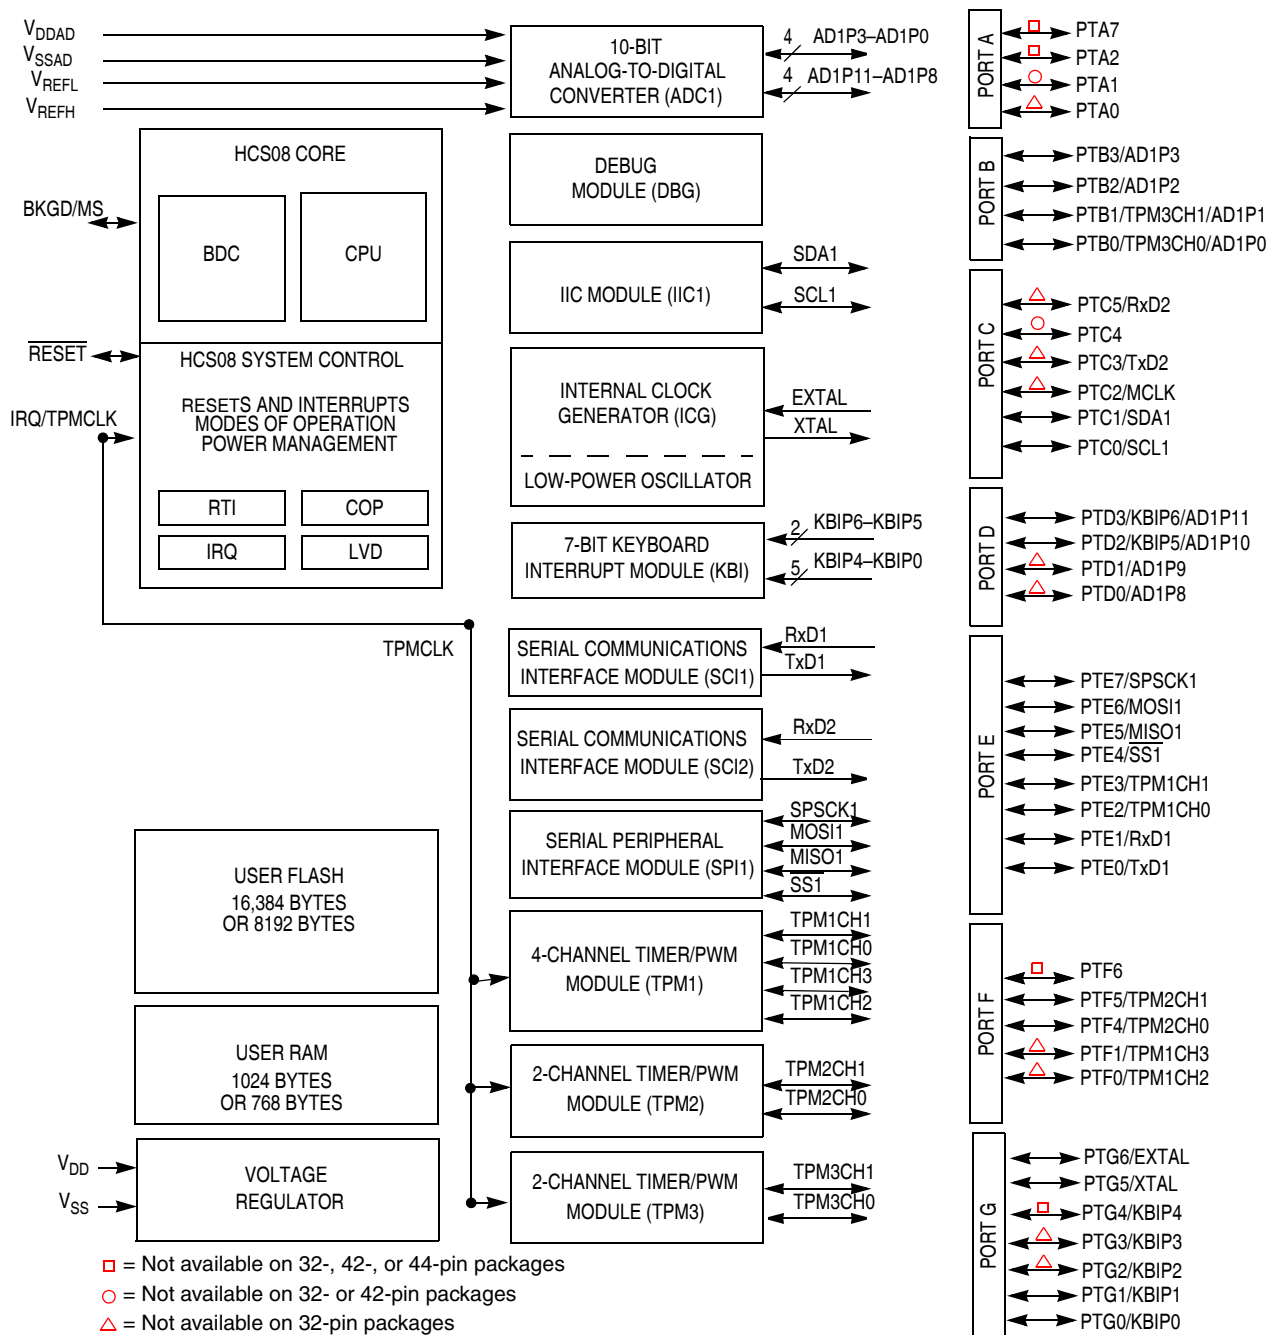 V DDAD
V SSAD
V REFL
V REFH
10-BIT
ANALOG-TO-DIGITAL
CONVERTER (ADC1)
4 AD1P3–AD1P0
4 AD1P11–AD1P8
HCS08 CORE
BDC
CPU
BKGD/MS
RESET
HCS08 SYSTEM CONTROL
RESETS AND INTERRUPTS
MODES OF OPERATION
POWER MANAGEMENT
IRQ/TPMCLK
RTI
COP
IRQ
LVD
TPMCLK
DEBUG
MODULE (DBG)
IIC MODULE (IIC1)
SDA1
SCL1
INTERNAL CLOCK
GENERATOR (ICG)
LOW-POWER OSCILLATOR
EXTAL
XTAL
7-BIT KEYBOARD
INTERRUPT MODULE (KBI)
2 KBIP6–KBIP5
5 KBIP4–KBIP0
SERIAL COMMUNICATIONS
INTERFACE MODULE (SCI1)
RxD1
TxD1
SERIAL COMMUNICATIONS
INTERFACE MODULE (SCI2)
RxD2
TxD2
SERIAL PERIPHERAL
INTERFACE MODULE (SPI1)
SPSCK1
MOSI1
MISO1
SS1
4-CHANNEL TIMER/PWM
MODULE (TPM1)
TPM1CH1
TPM1CH0
TPM1CH3
TPM1CH2
2-CHANNEL TIMER/PWM
MODULE (TPM2)
TPM2CH1
TPM2CH0
2-CHANNEL TIMER/PWM
MODULE (TPM3)
TPM3CH1
TPM3CH0
USER FLASH
16,384 BYTES
OR 8192 BYTES
USER RAM
1024 BYTES
OR 768 BYTES
V DD
V SS
VOLTAGE
REGULATOR
PORT A
PTA7
PTA2
PTA1
PTA0
PORT B
PTB3/AD1P3
PTB2/AD1P2
PTB1/TPM3CH1/AD1P1
PTB0/TPM3CH0/AD1P0
PORT C
PTC5/RxD2
PTC4
PTC3/TxD2
PTC2/MCLK
PTC1/SDA1
PTC0/SCL1
PORT D
PTD3/KBIP6/AD1P11
PTD2/KBIP5/AD1P10
PTD1/AD1P9
PTD0/AD1P8
PORT E
PTE7/SPSCK1
PTE6/MOSI1
PTE5/MISO1
PTE4/SS1
PTE3/TPM1CH1
PTE2/TPM1CH0
PTE1/RxD1
PTE0/TxD1
PORT F
PTF6
PTF5/TPM2CH1
PTF4/TPM2CH0
PTF1/TPM1CH3
PTF0/TPM1CH2
PORT G
PTG6/EXTAL
PTG5/XTAL
PTG4/KBIP4
PTG3/KBIP3
PTG2/KBIP2
PTG1/KBIP1
PTG0/KBIP0
= Not available on 32-, 42-, or 44-pin packages
= Not available on 32- or 42-pin packages
= Not available on 32-pin packages